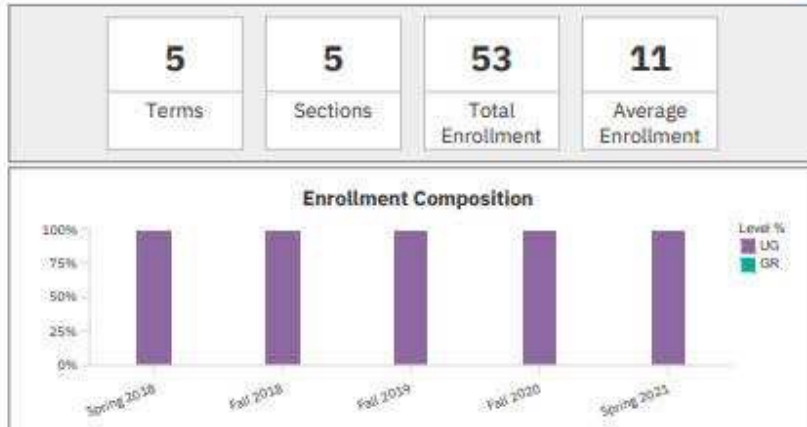 5
Terms
5
Sections
53
Total
Enrollment
11
Average
Enrollment
Enrollment Composition
100%
75%
50%
25%
0%
Level %
UG
GR
Spring 2018
Fall 2018
Fall 2019
Fall 2020
Spring 2021